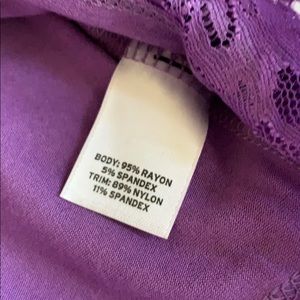 BODY: 95% RAYON
5% SPANDEX
TRIM: 89% NYLON
11% SPANDEX